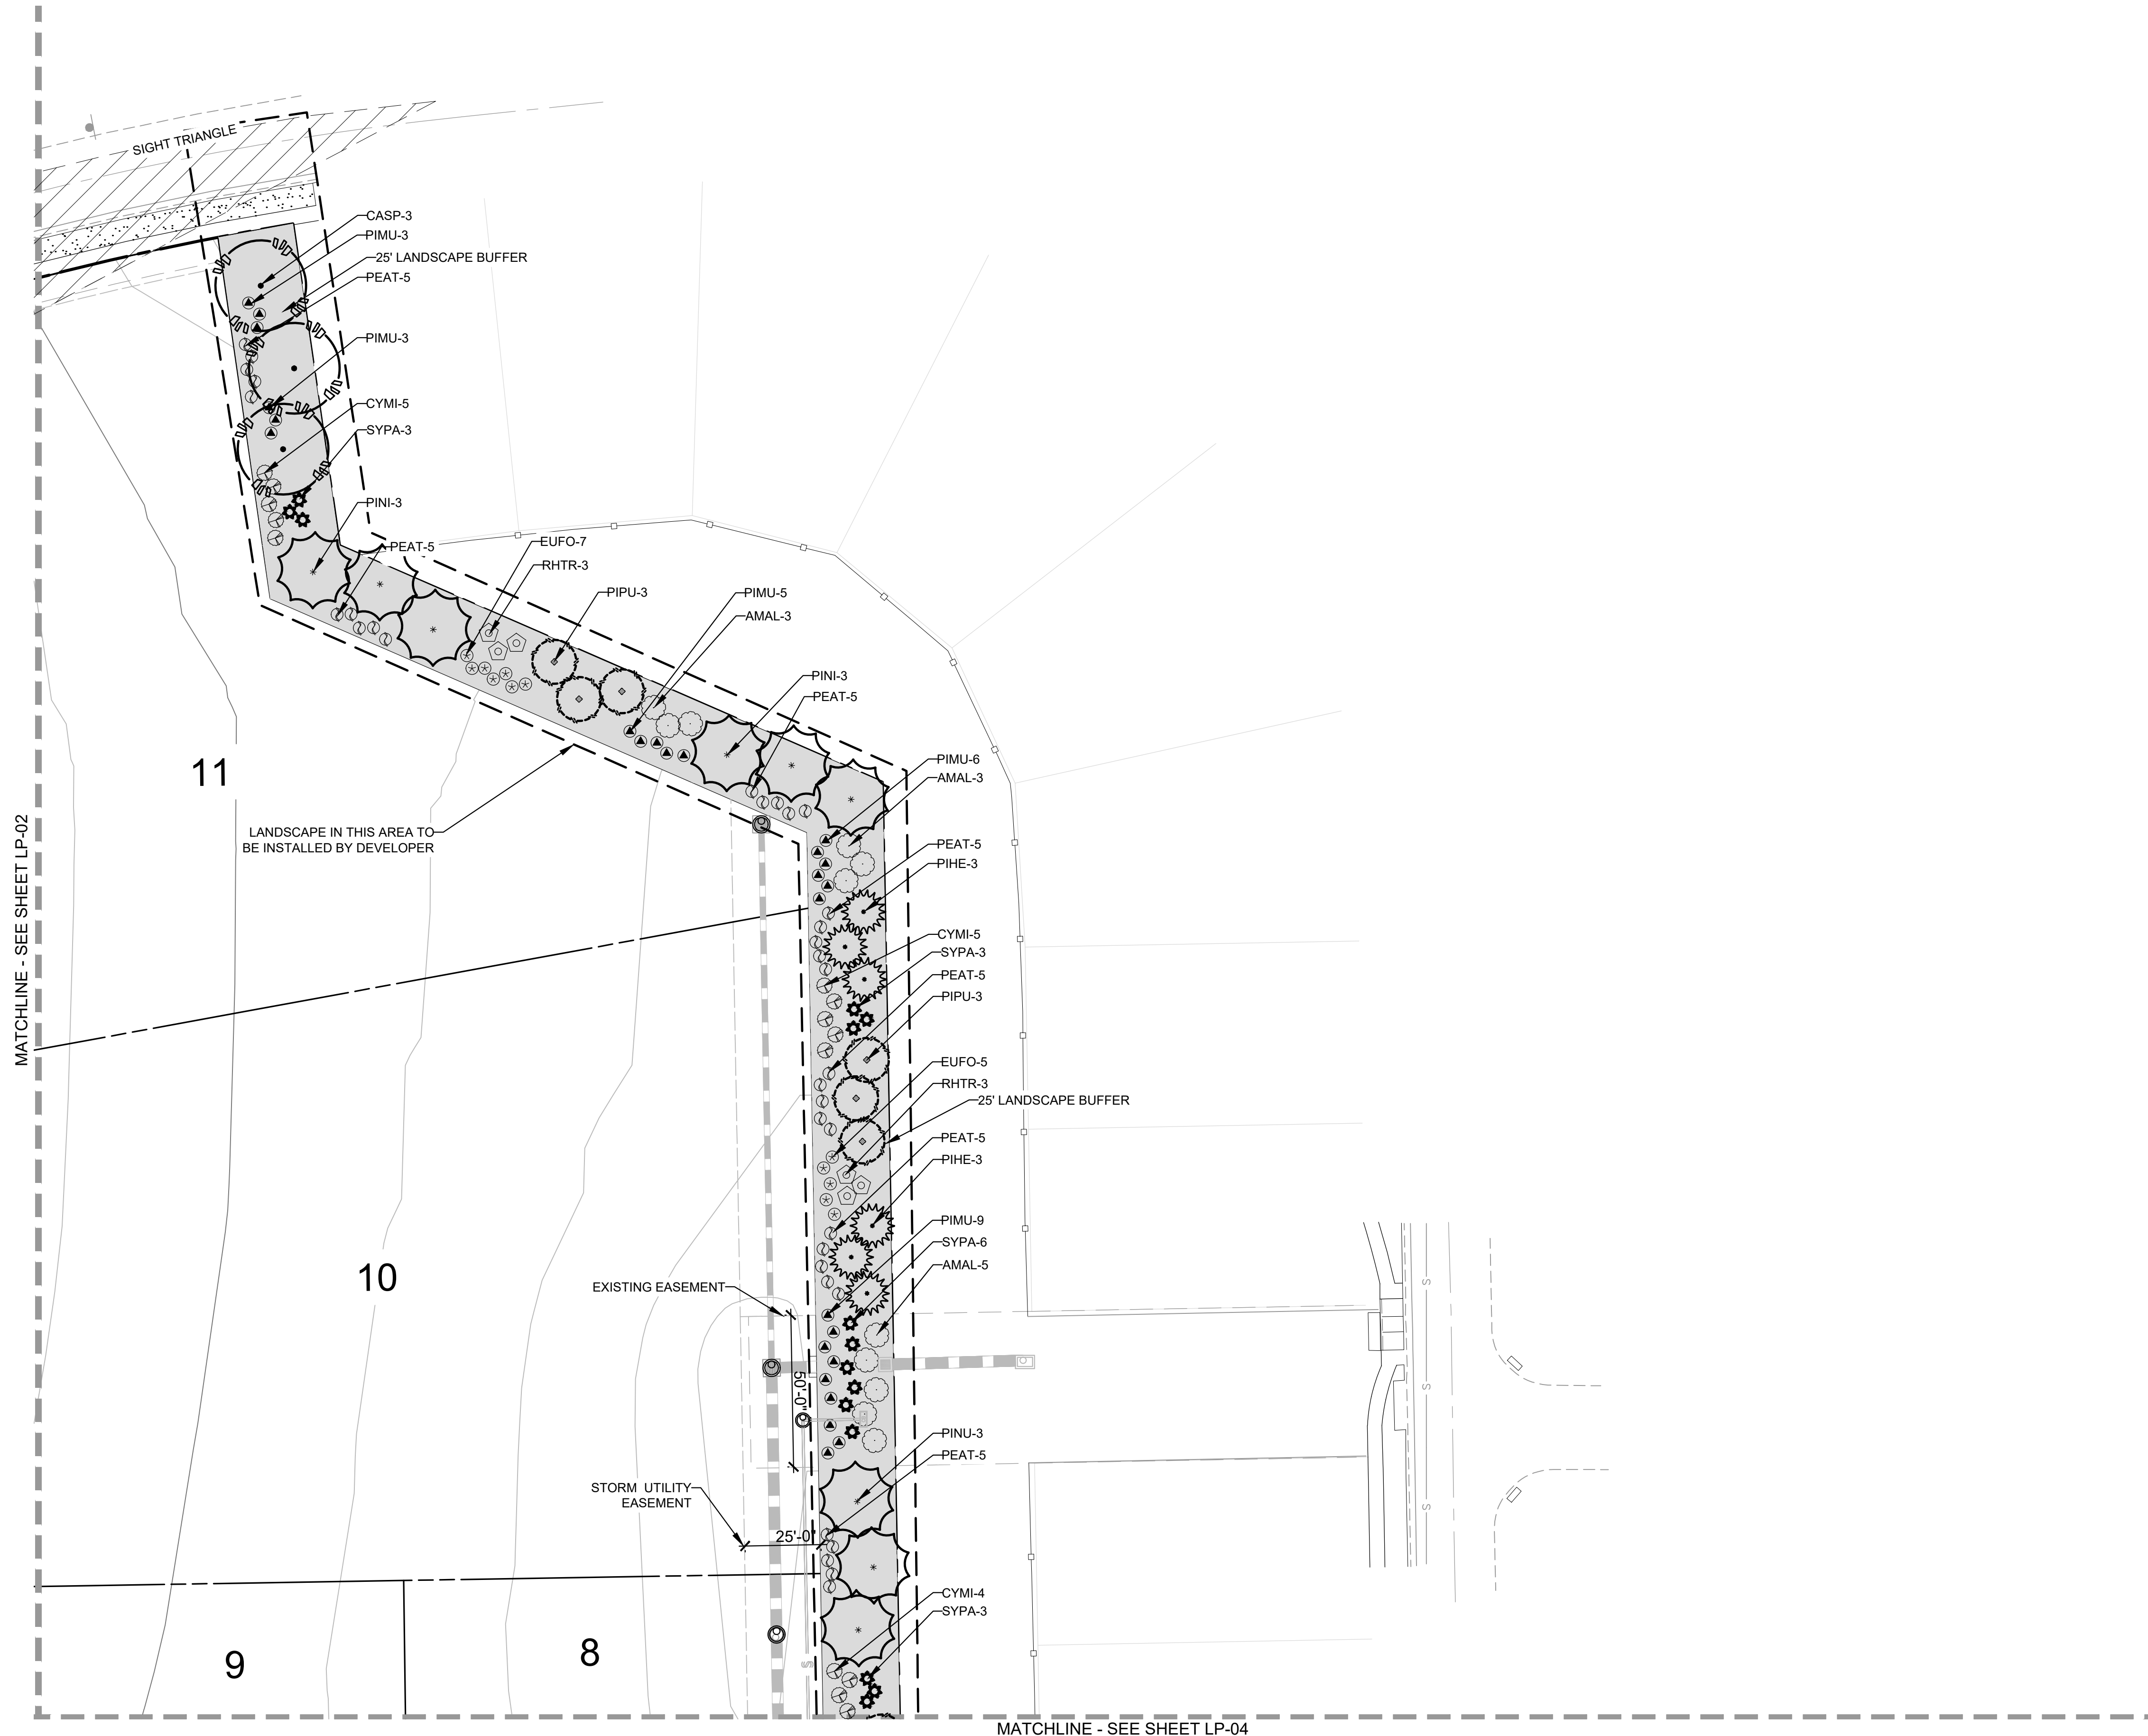 SIGHT TRIANGLE
CASP-3
PIMU-3
25' LANDSCAPE BUFFER
PEAT-5
PIMU-3
CYMI-5
SYPA-3
PINI-3
PEAT-5
EUFO-7
RHTR-3
PIPU-3
PIMU-5
AMAL-3
PINI-3
PEAT-5
PIMU-6
AMAL-3
11
LANDSCAPE IN THIS AREA TO
BE INSTALLED BY DEVELOPER
MATCHLINE - SEE SHEET LP-02
PEAT-5
PIHE-3
CYMI-5
SYPA-3
PEAT-5
PIPU-3
EUFO-5
RHTR-3
25' LANDSCAPE BUFFER
PEAT-5
PIHE-3
PIMU-9
SYPA-6
AMAL-5
10
EXISTING EASEMENT
50'-0"
S
S
S
PINU-3
PEAT-5
STORM UTILITY
EASEMENT
25'-0"
CYMI-4
SYPA-3
9
8
S
MATCHLINE - SEE SHEET LP-04